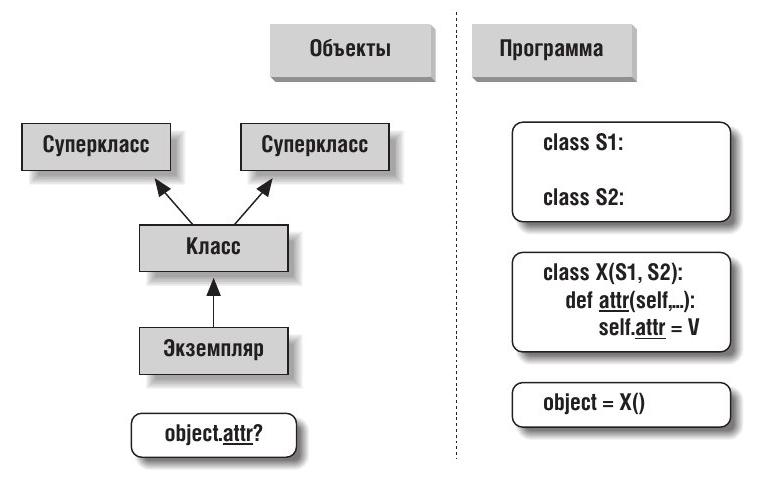 Объекты
Программа
Суперкласс
Суперкласс
Класс
Экземпляр
object.attr?
class S1:
class S2:
class X(S1, S2):
def attr(self,...):
self.attr = V
object = X()